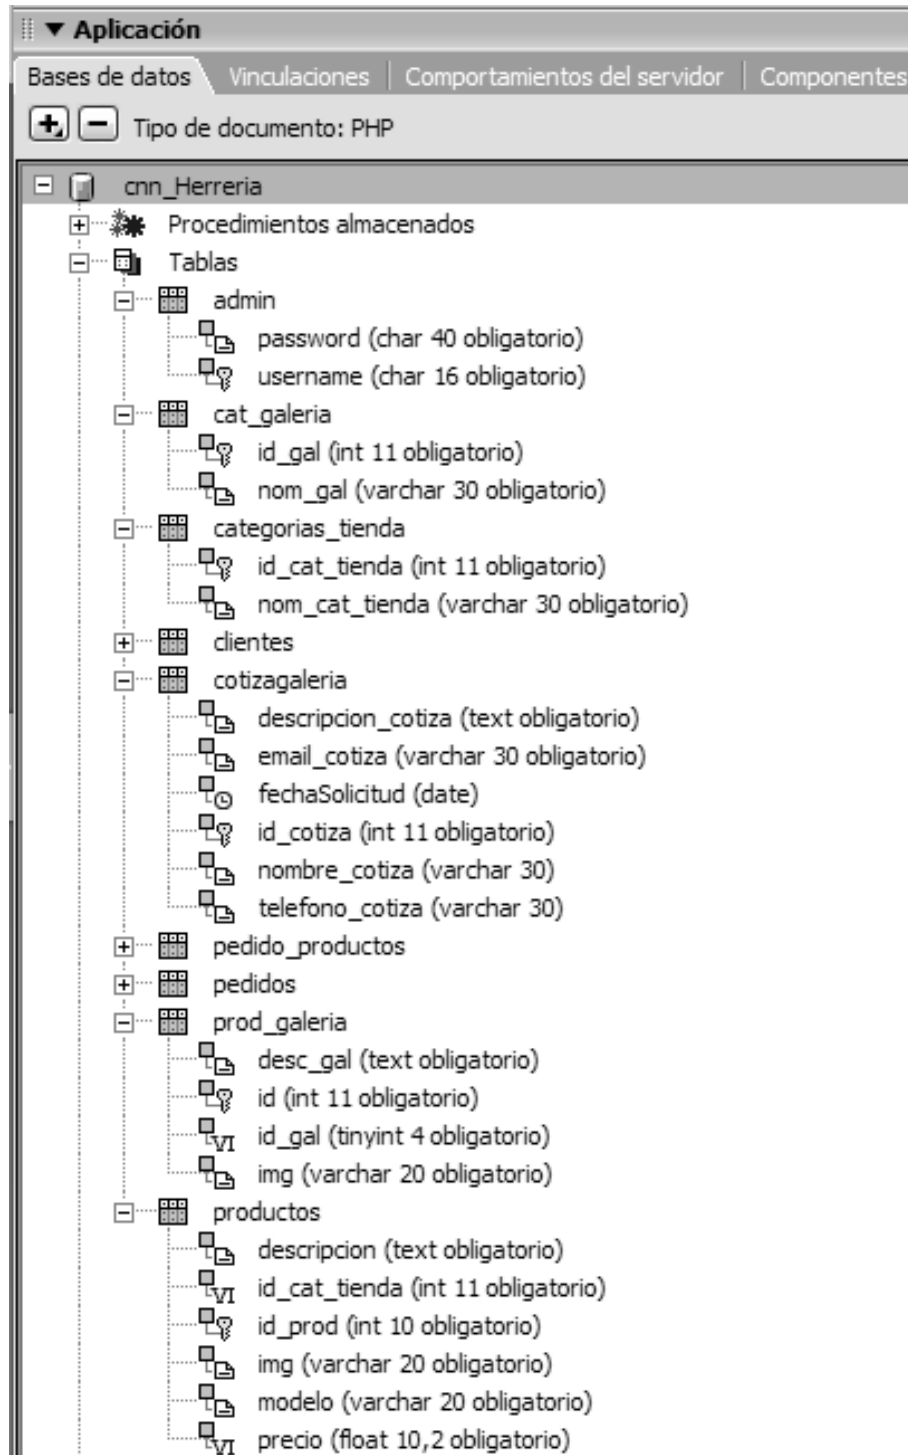 Aplicación
Bases de datos Vinculaciones Comportamientos del servidor Componentes
Tipo de documento: PHP
cnn_Herreria
Procedimientos almacenados
Tablas
admin
password (char 40 obligatorio)
username (char 16 obligatorio)
cat_galeria
id_gal (int 11 obligatorio)
nom_gal (varchar 30 obligatorio)
categorias_tienda
id_cat_tienda (int 11 obligatorio)
nom_cat_tienda (varchar 30 obligatorio)
clientes
cotizagaleria
descripcion_cotiza (text obligatorio)
email_cotiza (varchar 30 obligatorio)
fechaSolicitud (date)
id_cotiza (int 11 obligatorio)
nombre_cotiza (varchar 30)
telefono_cotiza (varchar 30)
pedido_productos
pedidos
prod_galeria
desc_gal (text obligatorio)
id (int 11 obligatorio)
id_gal (tinyint 4 obligatorio)
img (varchar 20 obligatorio)
productos
descripcion (text obligatorio)
id_cat_tienda (int 11 obligatorio)
id_prod (int 10 obligatorio)
img (varchar 20 obligatorio)
modelo (varchar 20 obligatorio)
precio (float 10,2 obligatorio)